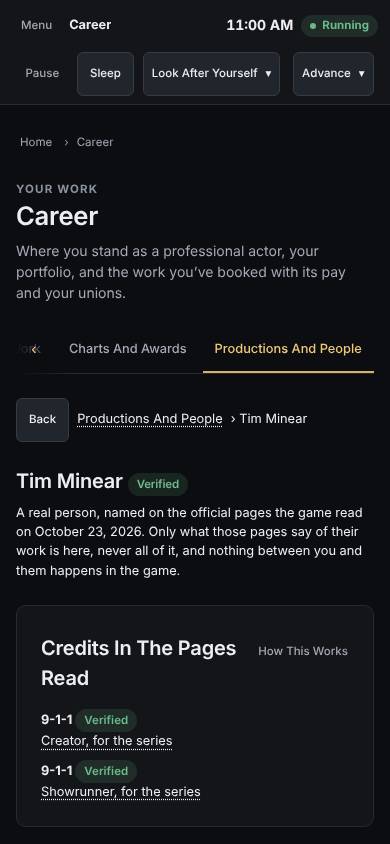 Menu Career 11:00 AM Running
Pause Sleep Look After Yourself ▾ Advance ▾
Home › Career
YOUR WORK
Career
Where you stand as a professional actor, your
portfolio, and the work you've booked with its pay
and your unions.
‹ Charts And Awards Productions And People
Back Productions And People › Tim Minear
Tim Minear Verified
A real person, named on the official pages the game read
on October 23, 2026. Only what those pages say of their
work is here, never all of it, and nothing between you and
them happens in the game.
Credits In The Pages How This Works
Read
9-1-1 Verified
Creator, for the series
9-1-1 Verified
Showrunner, for the series